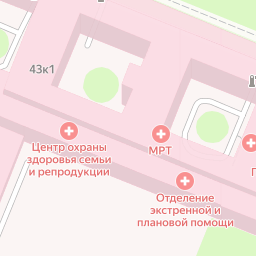 43к1
Центр охраны
здоровья семьи
и репродукции
МРТ
Отделение
экстренной и
плановой помощи